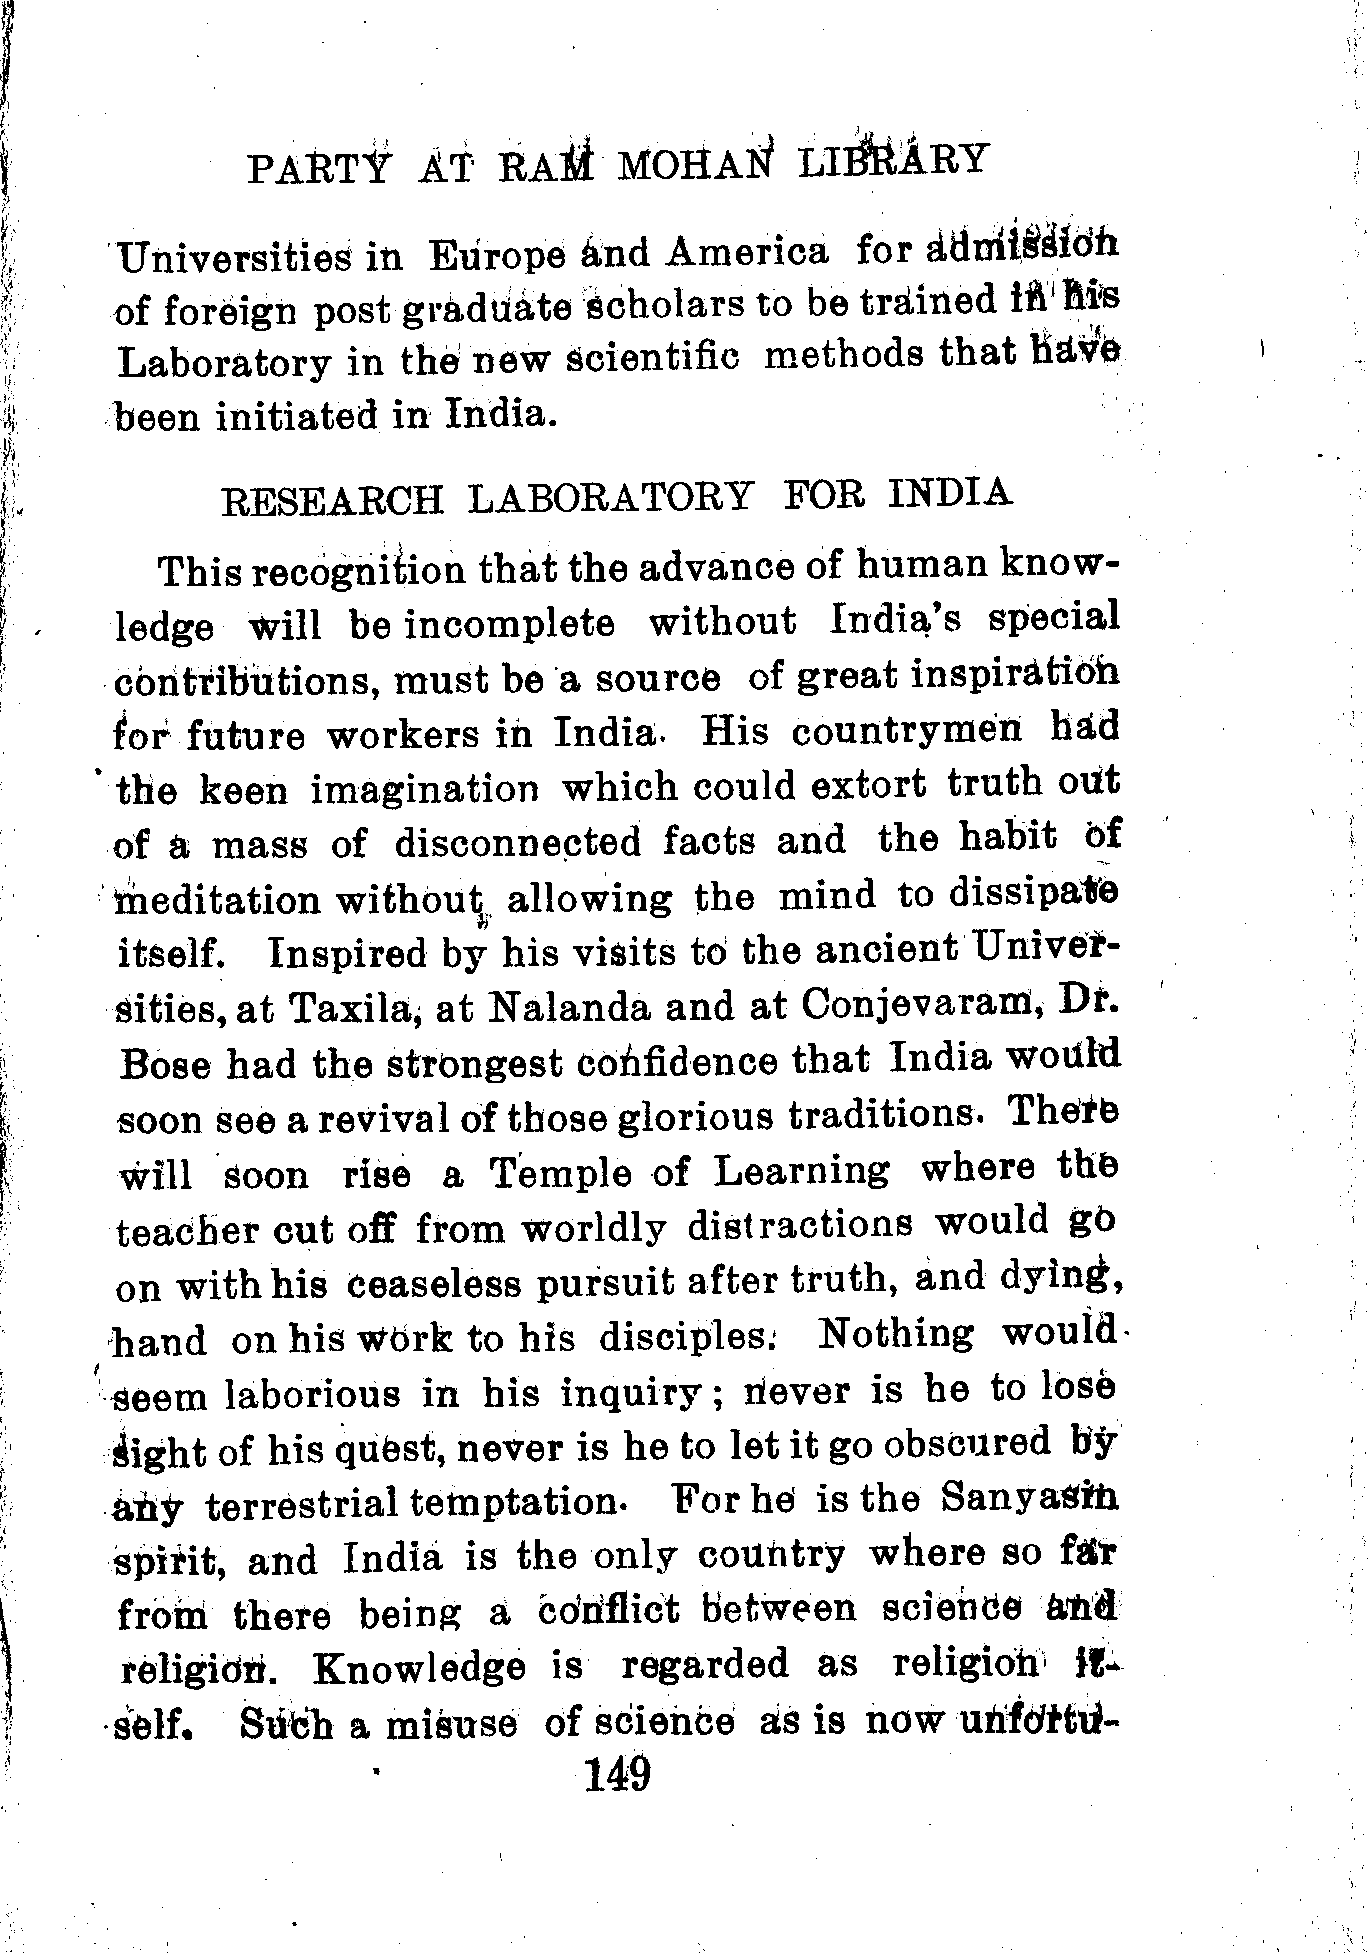 PARTY AT RAM MOHAN LIBRARY
Universities in Europe and America for admission
of foreign post graduate scholars to be trained in his
Laboratory in the new scientific methods that have
been initiated in India.
RESEARCH LABORATORY FOR INDIA
This recognition that the advance of human know-
ledge will be incomplete without India's special
contributions, must be a source of great inspiration
for future workers in India. His countrymen had
the keen imagination which could extort truth out
of a mass of disconnected facts and the habit of
meditation without allowing the mind to dissipate
itself. Inspired by his visits to the ancient Univer-
sities, at Taxila, at Nalanda and at Conjevaram, Dr.
Bose had the strongest confidence that India would
soon see a revival of those glorious traditions. There
will soon rise a Temple of Learning where the
teacher cut off from worldly distractions would go
on with his ceaseless pursuit after truth, and dying,
hand on his work to his disciples. Nothing would
seem laborious in his inquiry; never is he to lose
sight of his quest, never is he to let it go obscured by
any terrestrial temptation. For he is the Sanyasin
spirit, and India is the only country where so far
from there being a conflict between science and
religion. Knowledge is regarded as religion it-
self. Such a misuse of science as is now unfortu-
149